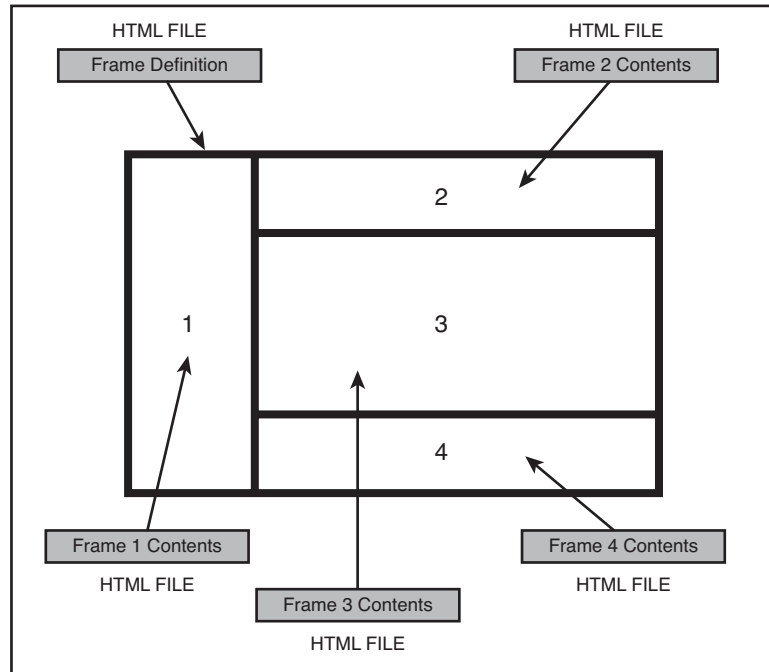 HTML FILE
Frame Definition
HTML FILE
Frame 2 Contents
2
1
3
4
Frame 1 Contents
HTML FILE
Frame 3 Contents
HTML FILE
Frame 4 Contents
HTML FILE